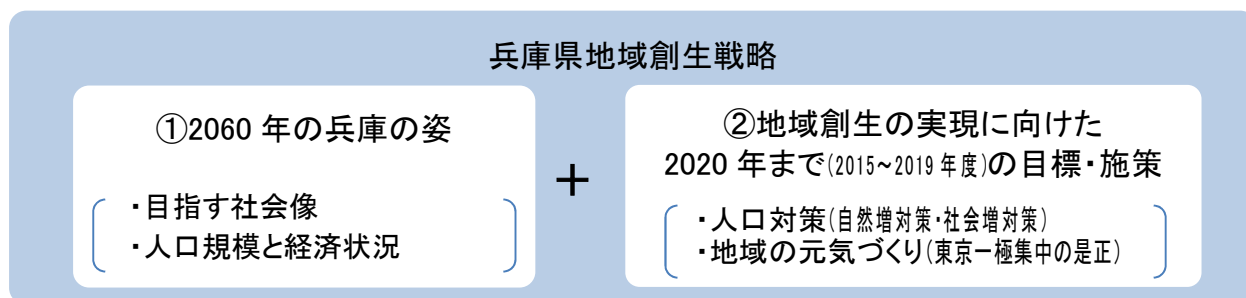 兵庫県地域創生戦略
①2060 年の兵庫の姿
・目指す社会像
・人口規模と経済状況
＋
②地域創生の実現に向けた
2020 年まで(2015～2019 年度)の目標・施策
・人口対策(自然増対策・社会増対策)
・地域の元気づくり(東京一極集中の是正)